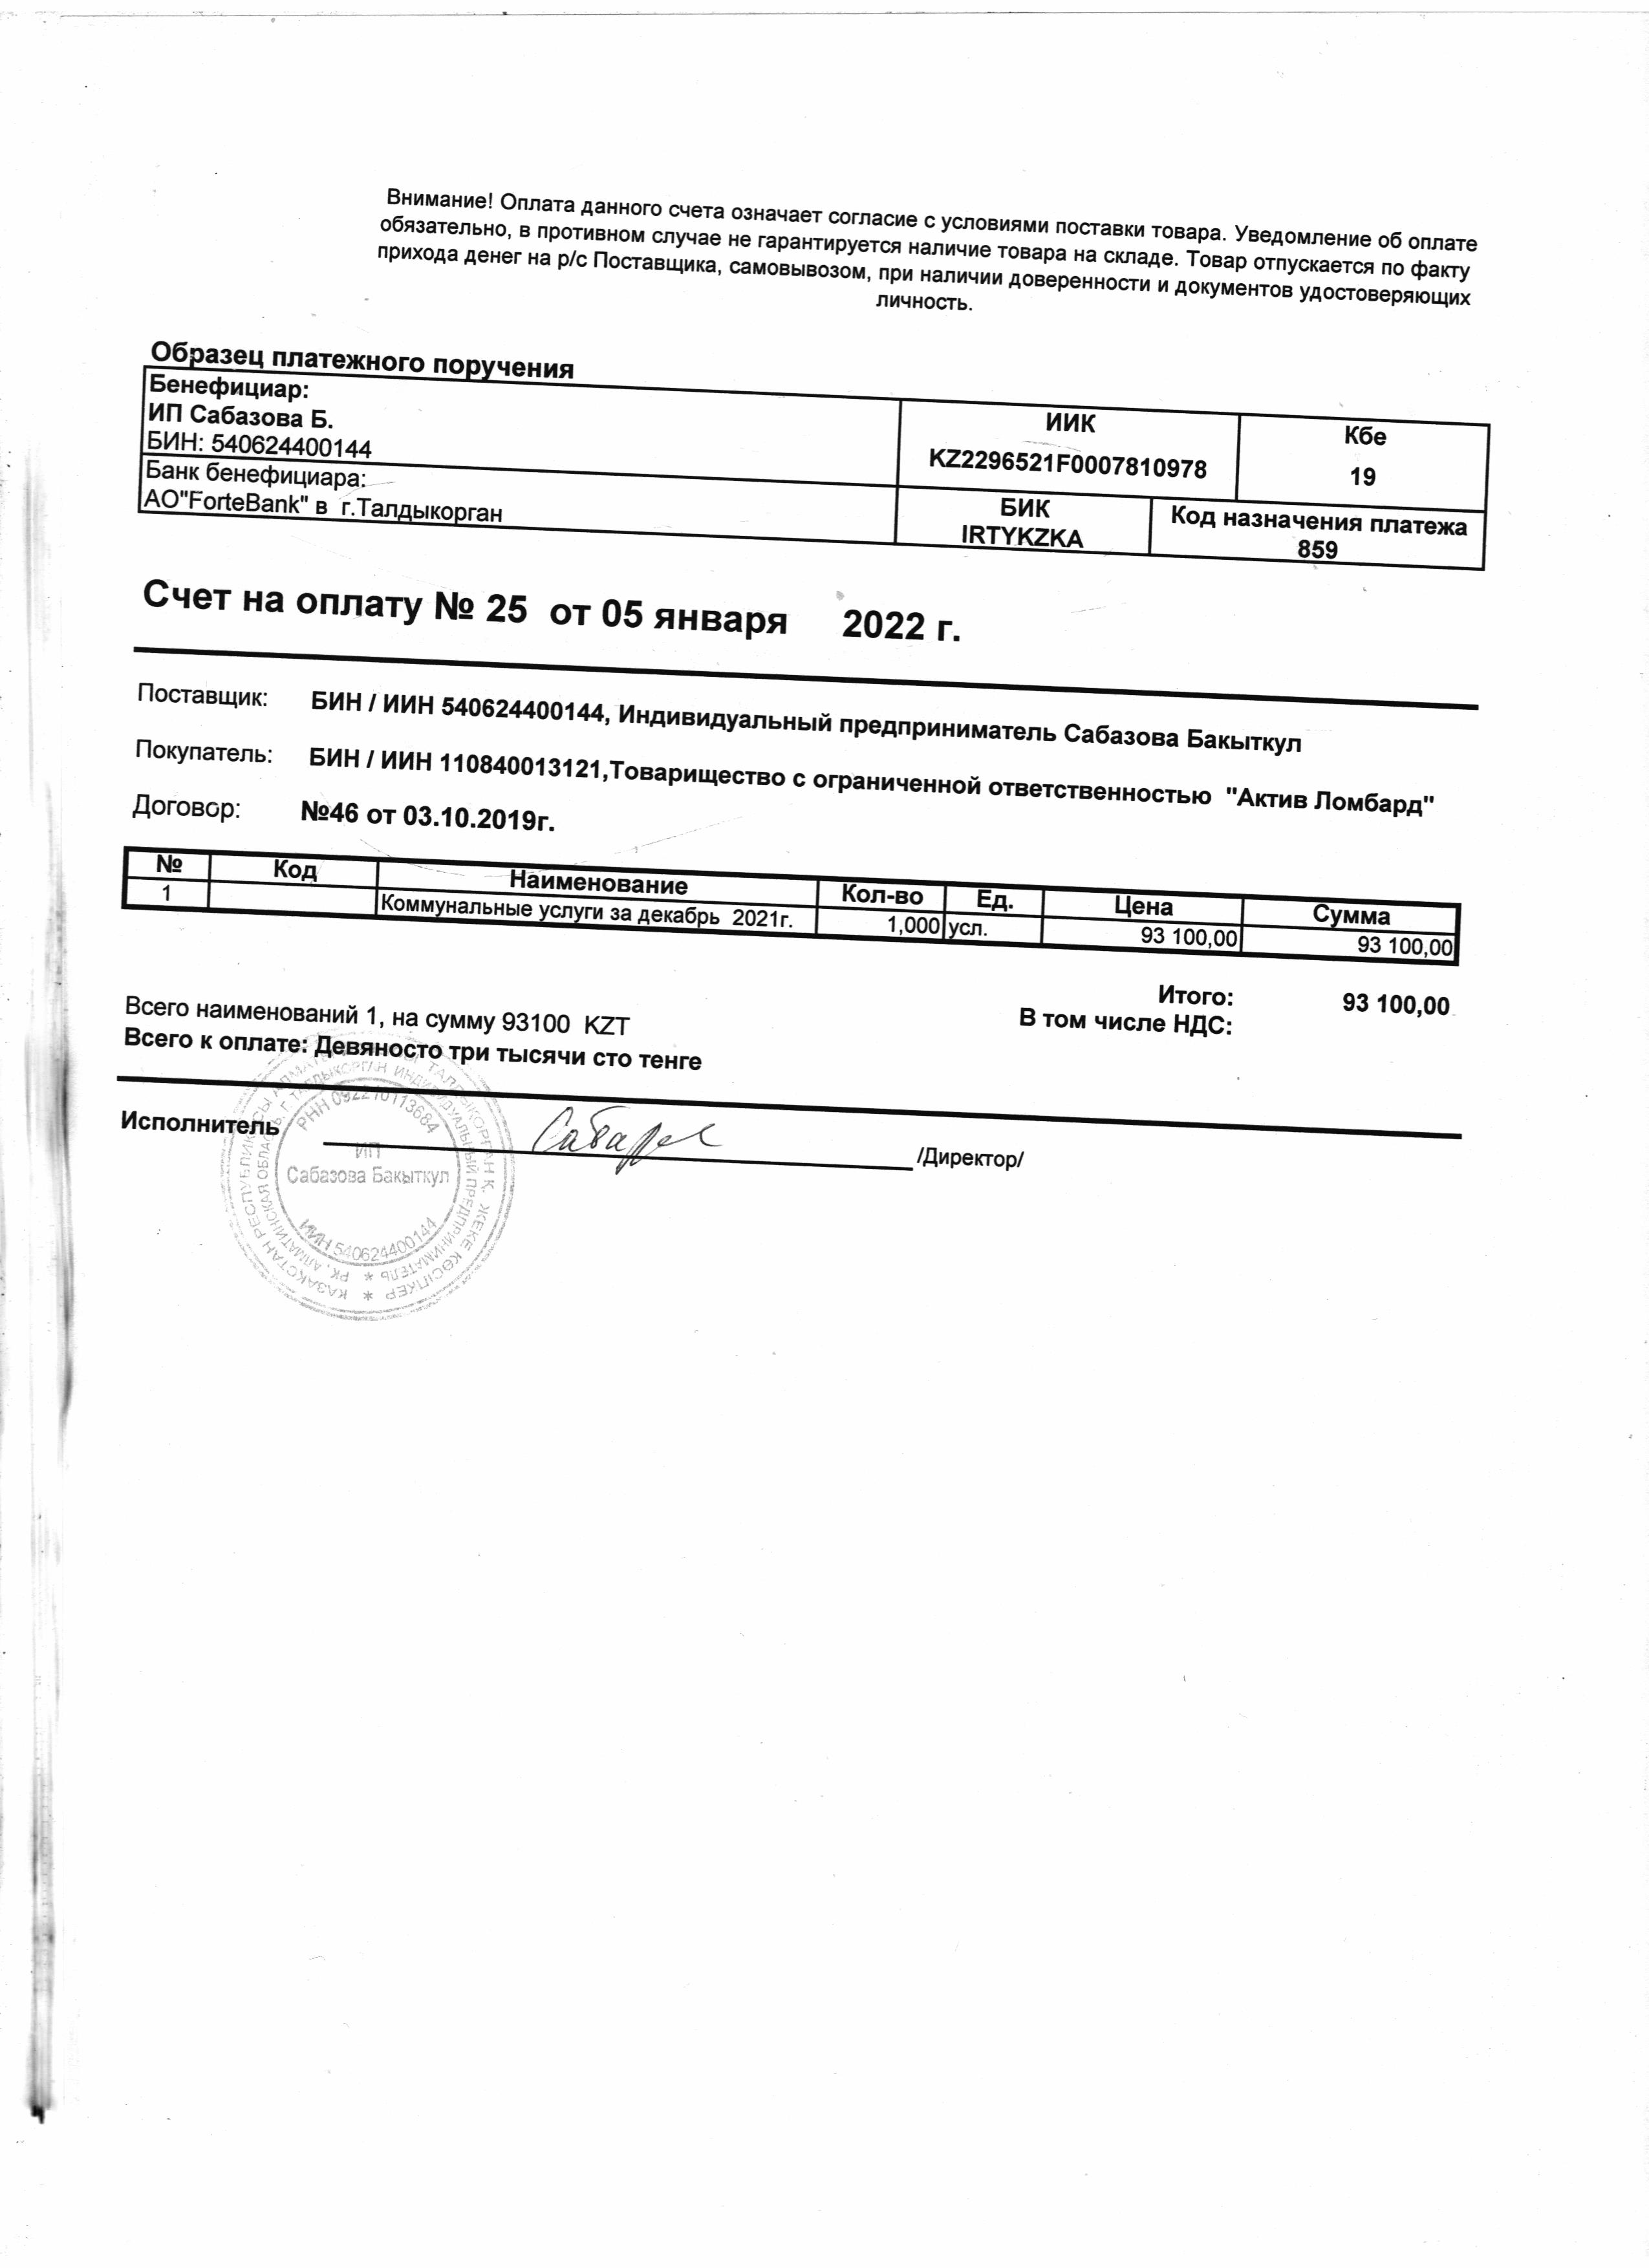 Внимание! Оплата данного счета означает согласие с условиями поставки товара. Уведомление об оплате
обязательно, в противном случае не гарантируется наличие товара на складе. Товар отпускается по факту
прихода денег на р/с Поставщика, самовывозом, при наличии доверенности и документов удостоверяющих
личность.
Образец платежного поручения
Бенефициар:
ИП Сабазова Б.
БИН: 540624400144
ИИК
KZ2296521F0007810978
Кбе
19
Банк бенефициара:
АО"ForteBank" в г.Талдыкорган
БИК
IRTYKZKA
Код назначения платежа
859
Счет на оплату № 25 от 05 января 2022 г.
Поставщик: БИН / ИИН 540624400144, Индивидуальный предприниматель Сабазова Бакыткул
Покупатель: БИН / ИИН 110840013121,Товарищество с ограниченной ответственностью "Актив Ломбард"
Договор: №46 от 03.10.2019г.
№ Код Наименование Кол-во Ед. Цена Сумма
1 Коммунальные услуги за декабрь 2021г. 1,000 усл. 93 100,00 93 100,00
Итого: 93 100,00
В том числе НДС:
Всего наименований 1, на сумму 93100 KZT
Всего к оплате: Девяносто три тысячи сто тенге
Исполнитель /Директор/
РНН 092210113684
ИП
Сабазова Бакыткул
ИИН 540624400144
ТАЛДЫКОРГАН Қ. ЖЕКЕ КӘСІПКЕР * КАЗАКСТАН РЕСПУБЛИКАСЫ
РК, АЛМАТИНСКАЯ ОБЛАСТЬ, Г. ТАЛДЫКОРГАН ИНДИВИДУАЛЬНЫЙ ПРЕДПРИНИМАТЕЛЬ *